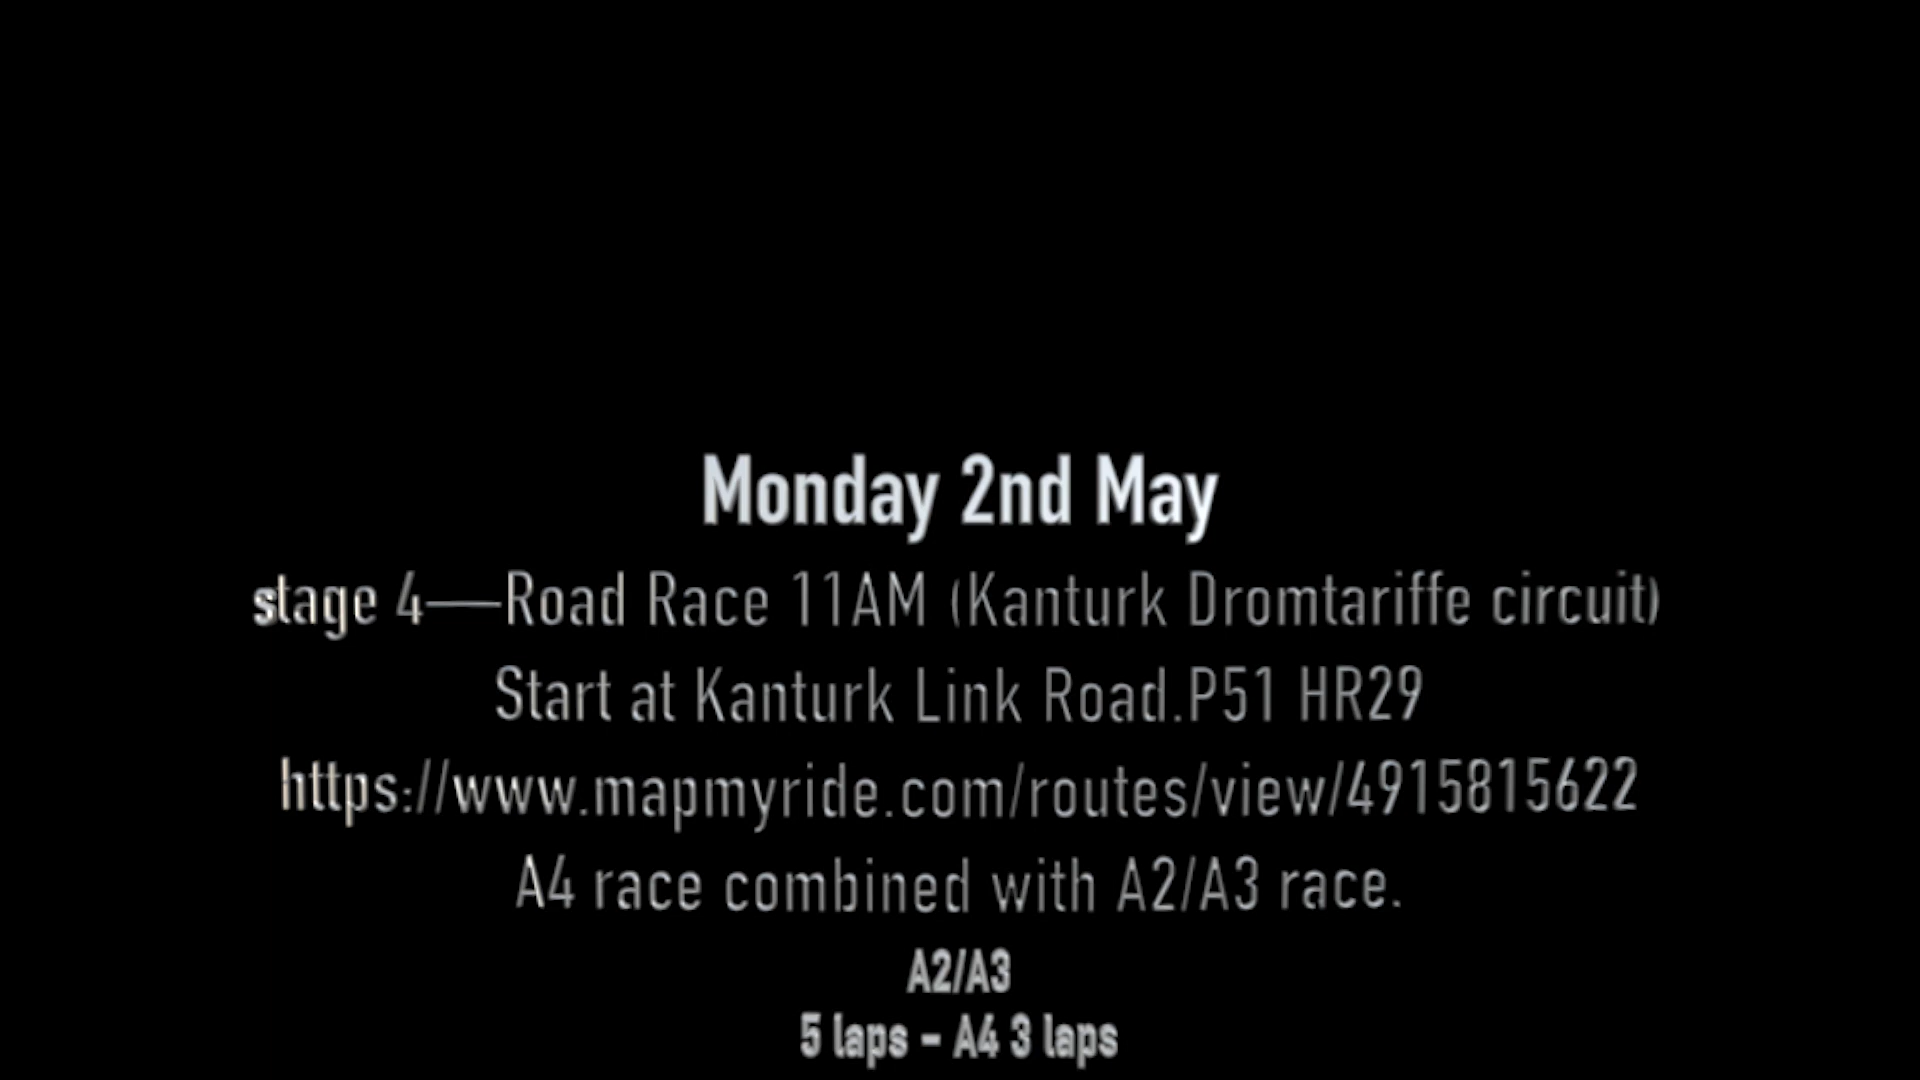 Monday 2nd May
stage 4—Road Race 11AM (Kanturk Dromtariffe circuit)
Start at Kanturk Link Road.P51 HR29
https://www.mapmyride.com/routes/view/4915815622
A4 race combined with A2/A3 race.
A2/A3
5 laps – A4 3 laps